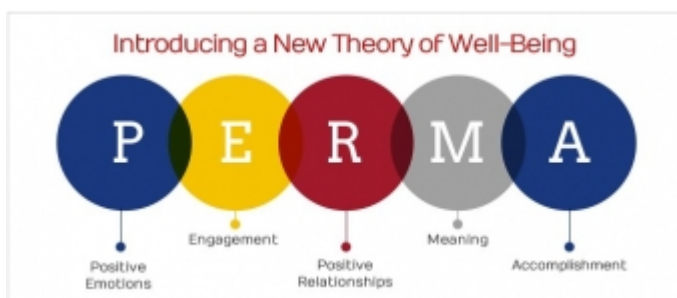 Introducing a New Theory of Well-Being
P E R M A
Engagement
Meaning
Positive
Emotions
Positive
Relationships
Accomplishment